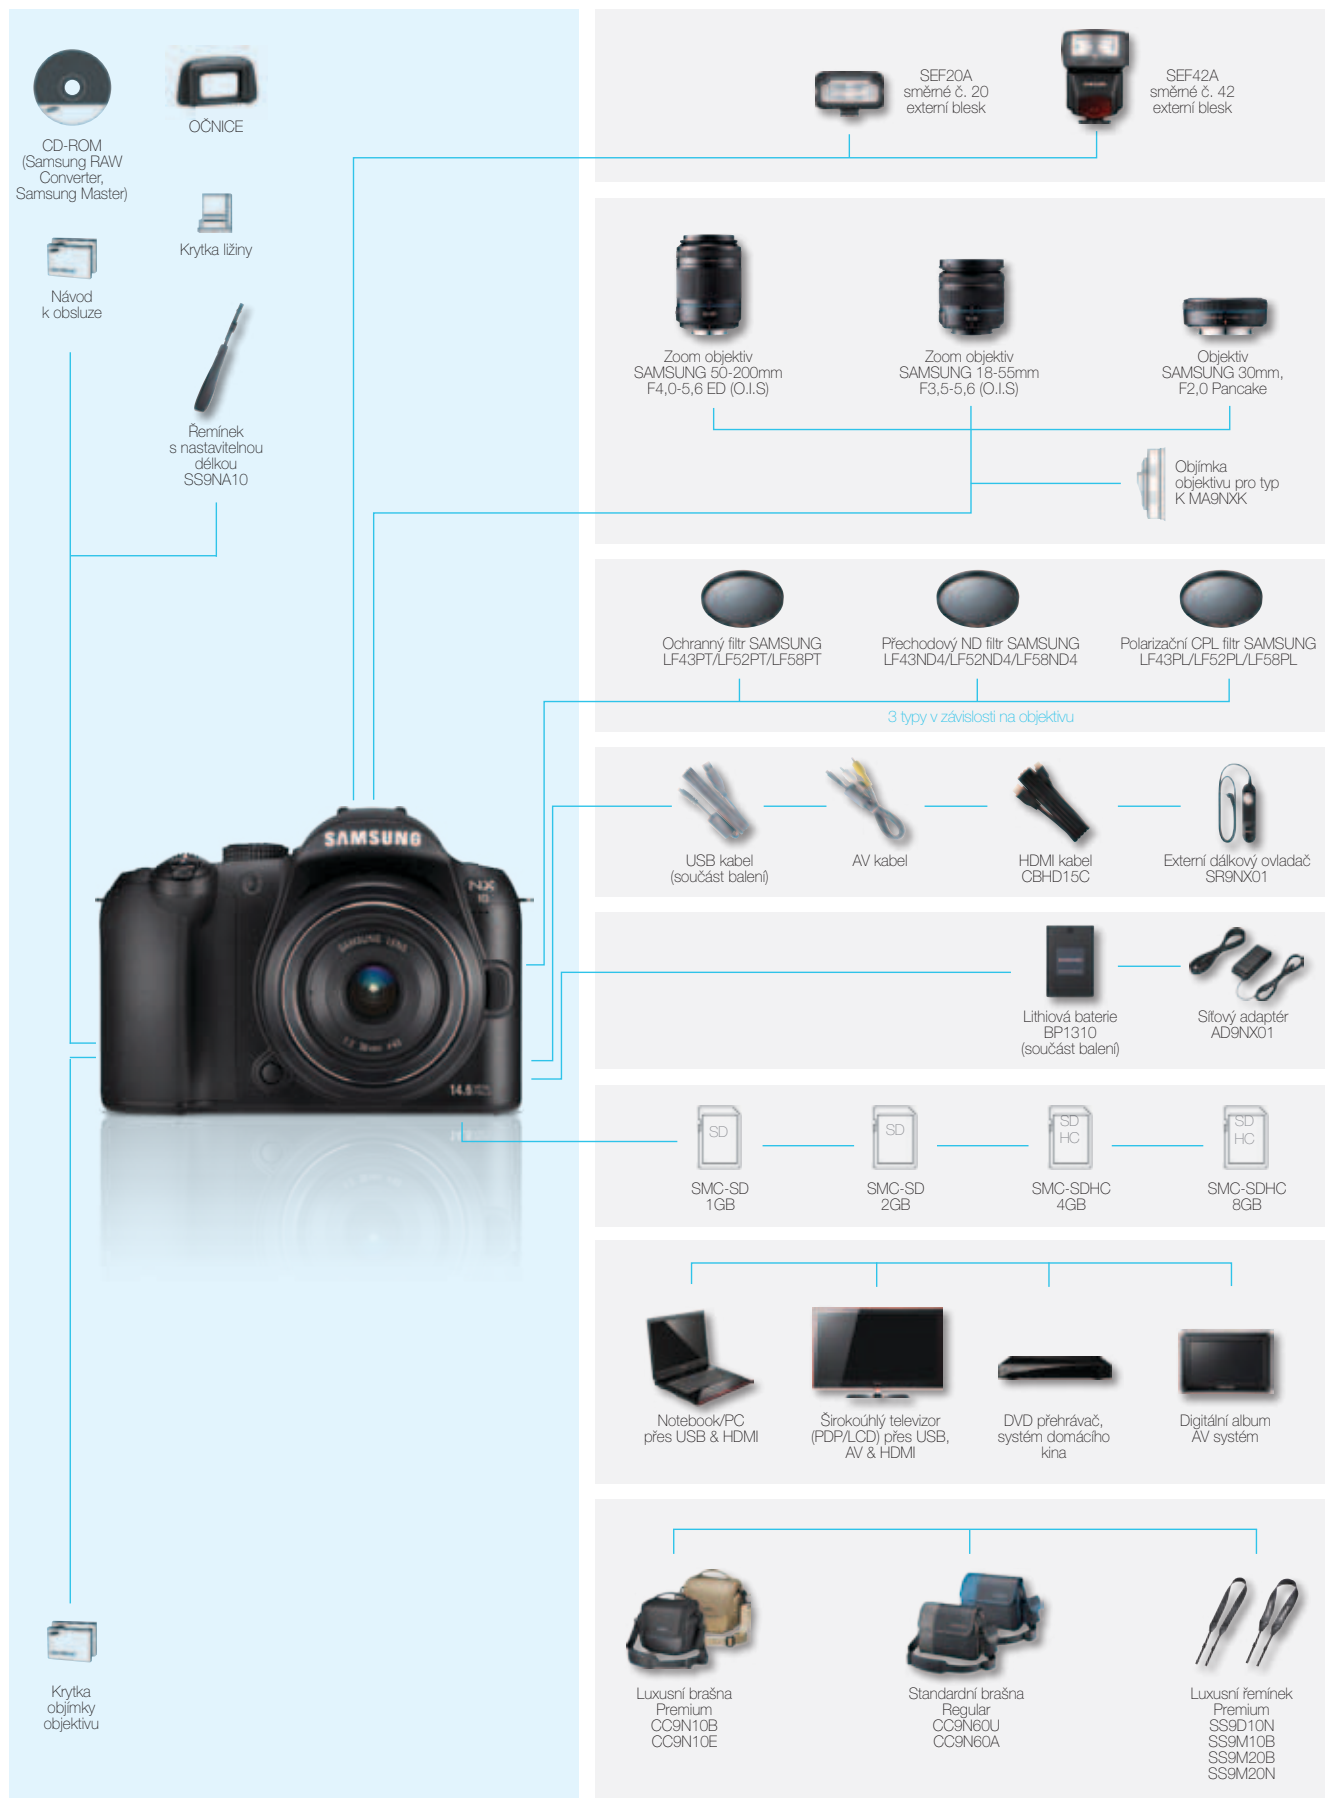 CD-ROM
(Samsung RAW
Converter,
Samsung Master)
OČNICE
Krytka ližiny
Návod
k obsluze
Řemínek
s nastavitelnou
délkou
SS9NA10
SEF20A
směrné č. 20
externí blesk
SEF42A
směrné č. 42
externí blesk
Zoom objektiv
SAMSUNG 50-200mm
F4,0-5,6 ED (O.I.S)
Zoom objektiv
SAMSUNG 18-55mm
F3,5-5,6 (O.I.S)
Objektiv
SAMSUNG 30mm,
F2,0 Pancake
Objímka
objektivu pro typ
K MA9NXK
Ochranný filtr SAMSUNG
LF43PT/LF52PT/LF58PT
Přechodový ND filtr SAMSUNG
LF43ND4/LF52ND4/LF58ND4
Polarizační CPL filtr SAMSUNG
LF43PL/LF52PL/LF58PL
3 typy v závislosti na objektivu
USB kabel
(součást balení)
AV kabel
HDMI kabel
CBHD15C
Externí dálkový ovladač
SR9NX01
SAMSUNG
NX
10
SAMSUNG LENS
14.6
Lithiová baterie
BP1310
(součást balení)
Síťový adaptér
AD9NX01
SD
SD
SD
HC
SD
HC
SMC-SD
1GB
SMC-SD
2GB
SMC-SDHC
4GB
SMC-SDHC
8GB
Notebook/PC
přes USB & HDMI
Širokoúhlý televizor
(PDP/LCD) přes USB,
AV & HDMI
DVD přehrávač,
systém domácího
kina
Digitální album
AV systém
Krytka
objímky
objektivu
Luxusní brašna
Premium
CC9N10B
CC9N10E
Standardní brašna
Regular
CC9N60U
CC9N60A
Luxusní řemínek
Premium
SS9D10N
SS9M10B
SS9M20B
SS9M20N